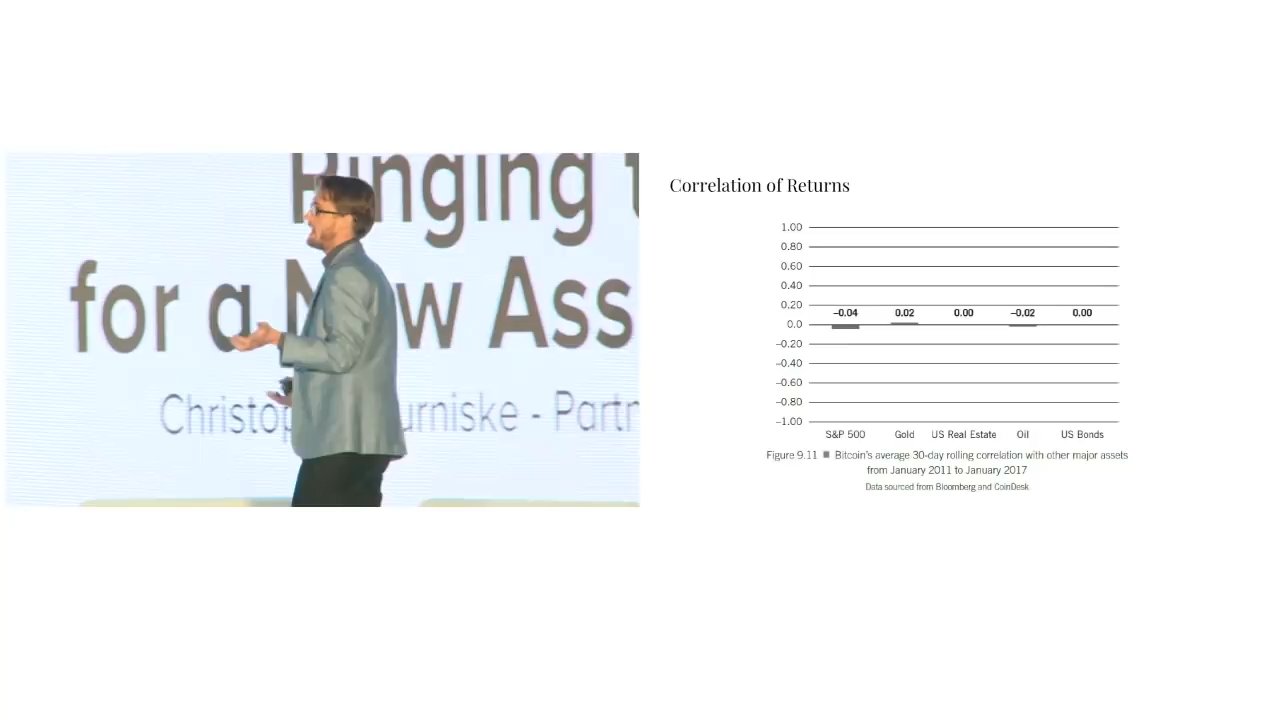 Ringing t
for a New Ass
Christop urniske - Partn
Correlation of Returns
1.00
0.80
0.60
0.40
0.20
0.0
–0.20
–0.40
–0.60
–0.80
–1.00
–0.04 0.02 0.00 –0.02 0.00
S&P 500 Gold US Real Estate Oil US Bonds
Figure 9.11 ■ Bitcoin's average 30-day rolling correlation with other major assets
from January 2011 to January 2017
Data sourced from Bloomberg and CoinDesk